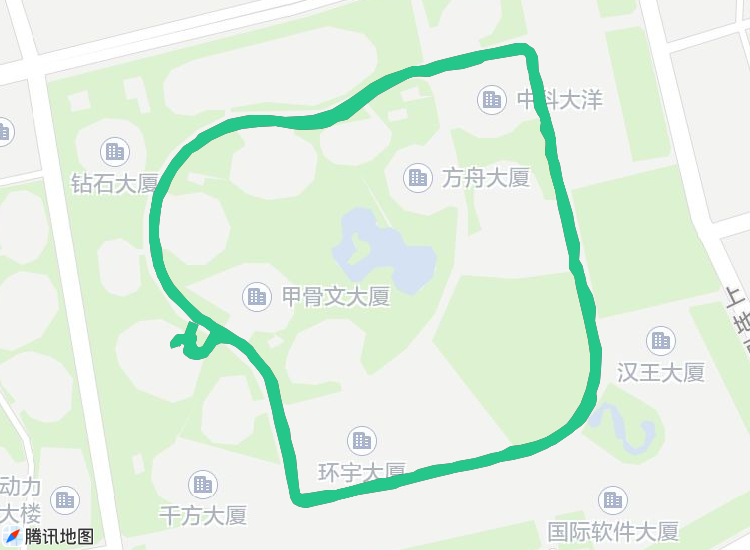 中科大洋
方舟大厦
钻石大厦
甲骨文大厦
上地
汉王大厦
环宇大厦
动力
大楼
千方大厦
国际软件大厦
腾讯地图